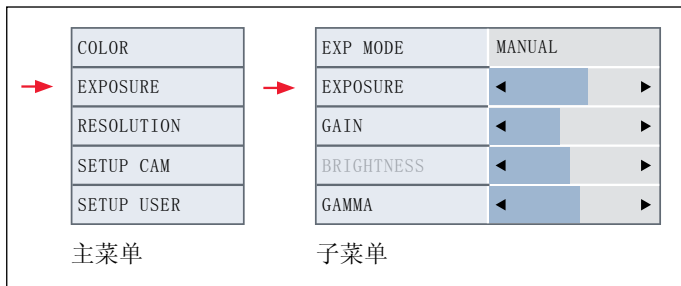 COLOR
EXPOSURE
RESOLUTION
SETUP CAM
SETUP USER
主菜单
EXP MODE MANUAL
EXPOSURE
GAIN
BRIGHTNESS
GAMMA
子菜单